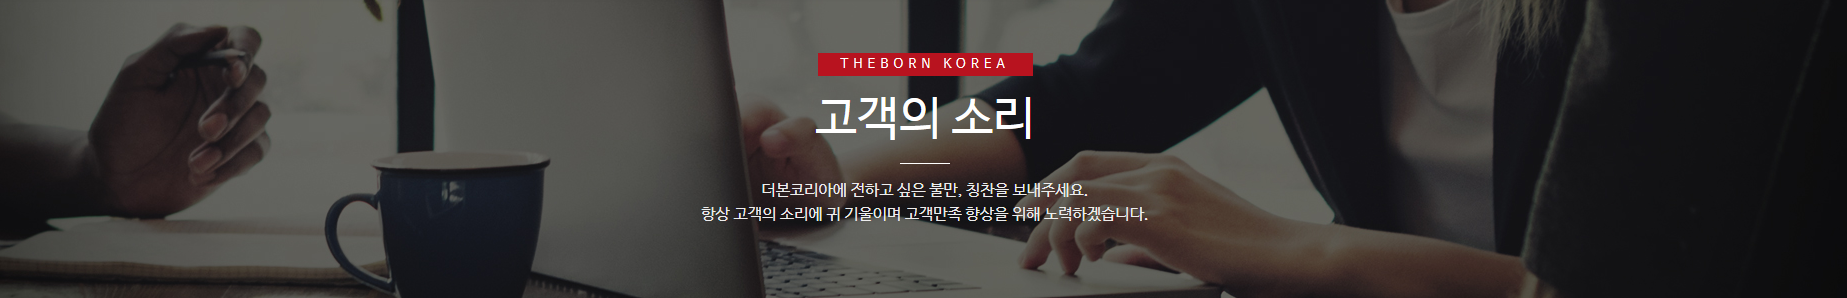 THEBORN KOREA
고객의 소리
더본코리아에 전하고 싶은 불만, 칭찬을 보내주세요.
항상 고객의 소리에 귀 기울이며 고객만족 향상을 위해 노력하겠습니다.